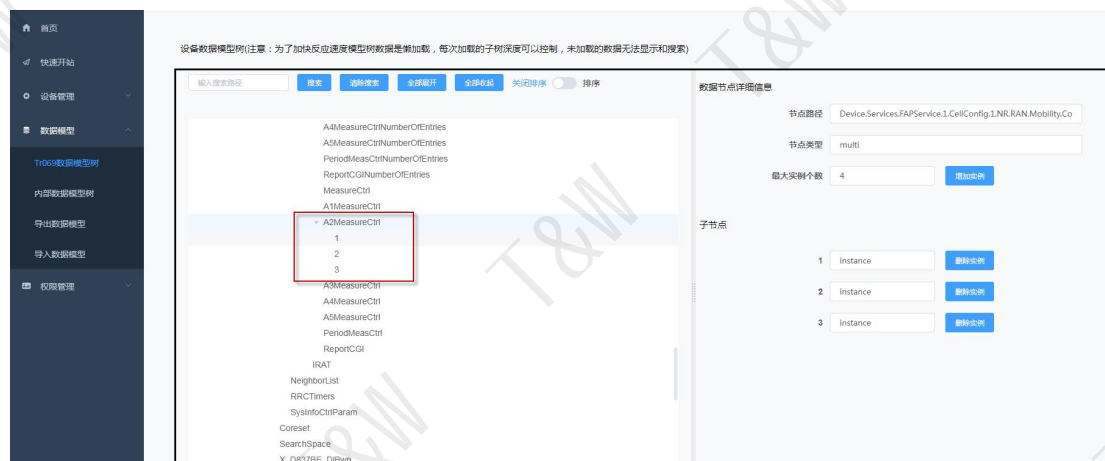 首页
快速开站
设备管理
数据模型
Tr069数据模型树
内部数据模型树
导出数据模型
导入数据模型
权限管理
设备数据模型树(注意：为了加快反应速度模型树数据是懒加载，每次加载的子树深度可以控制，未加载的数据无法显示和搜索)
输入搜索路径 搜索 清除搜索 全部展开 全部收起 关闭排序 排序
A4MeasureCtrlNumberOfEntries
A5MeasureCtrlNumberOfEntries
PeriodMeasCtrlNumberOfEntries
ReportCGINumberOfEntries
MeasureCtrl
A1MeasureCtrl
A2MeasureCtrl
1
2
3
A3MeasureCtrl
A4MeasureCtrl
A5MeasureCtrl
PeriodMeasCtrl
ReportCGI
IRAT
NeighborList
RRCTimers
SysInfoCtrlParam
Coreset
SearchSpace
X_D837BE_DlBwp
数据节点详细信息
节点路径 Device.Services.FAPService.1.CellConfig.1.NR.RAN.Mobility.Co
节点类型 multi
最大实例个数 4 增加实例
子节点
1 instance 删除实例
2 instance 删除实例
3 instance 删除实例
T&W
T&W
T&W